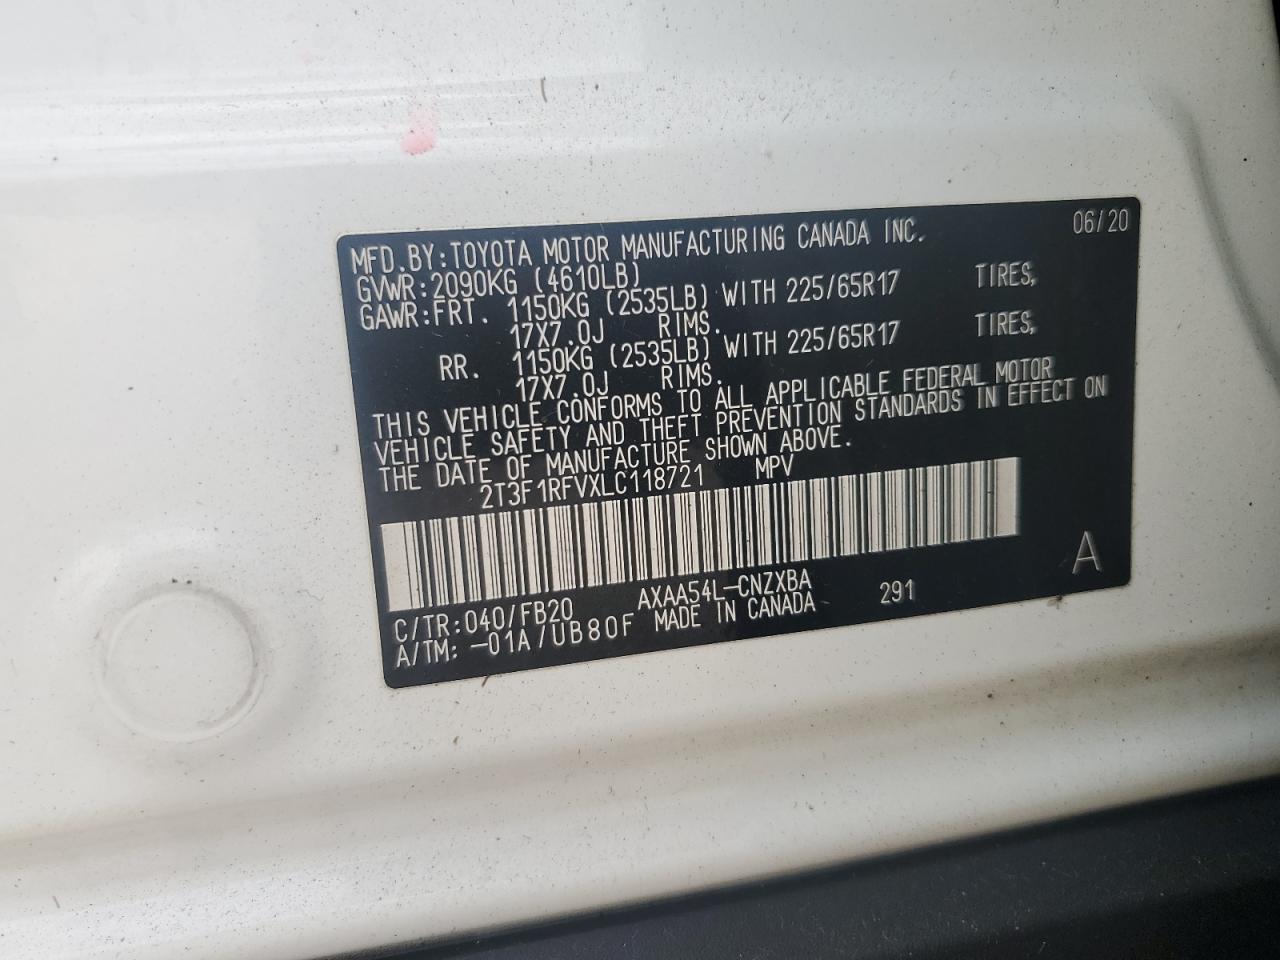 06/20
MFD.BY:TOYOTA MOTOR MANUFACTURING CANADA INC.
GVWR:2090KG (4610LB)
GAWR:FRT. 1150KG (2535LB) WITH 225/65R17 TIRES,
17X7.0J RIMS.
RR. 1150KG (2535LB) WITH 225/65R17 TIRES,
17X7.0J RIMS.
THIS VEHICLE CONFORMS TO ALL APPLICABLE FEDERAL MOTOR
VEHICLE SAFETY AND THEFT PREVENTION STANDARDS IN EFFECT ON
THE DATE OF MANUFACTURE SHOWN ABOVE.
2T3F1RFVXLC118721 MPV
A
C/TR:040/FB20 AXAA54L-CNZXBA 291
A/TM: -01A/UB80F MADE IN CANADA